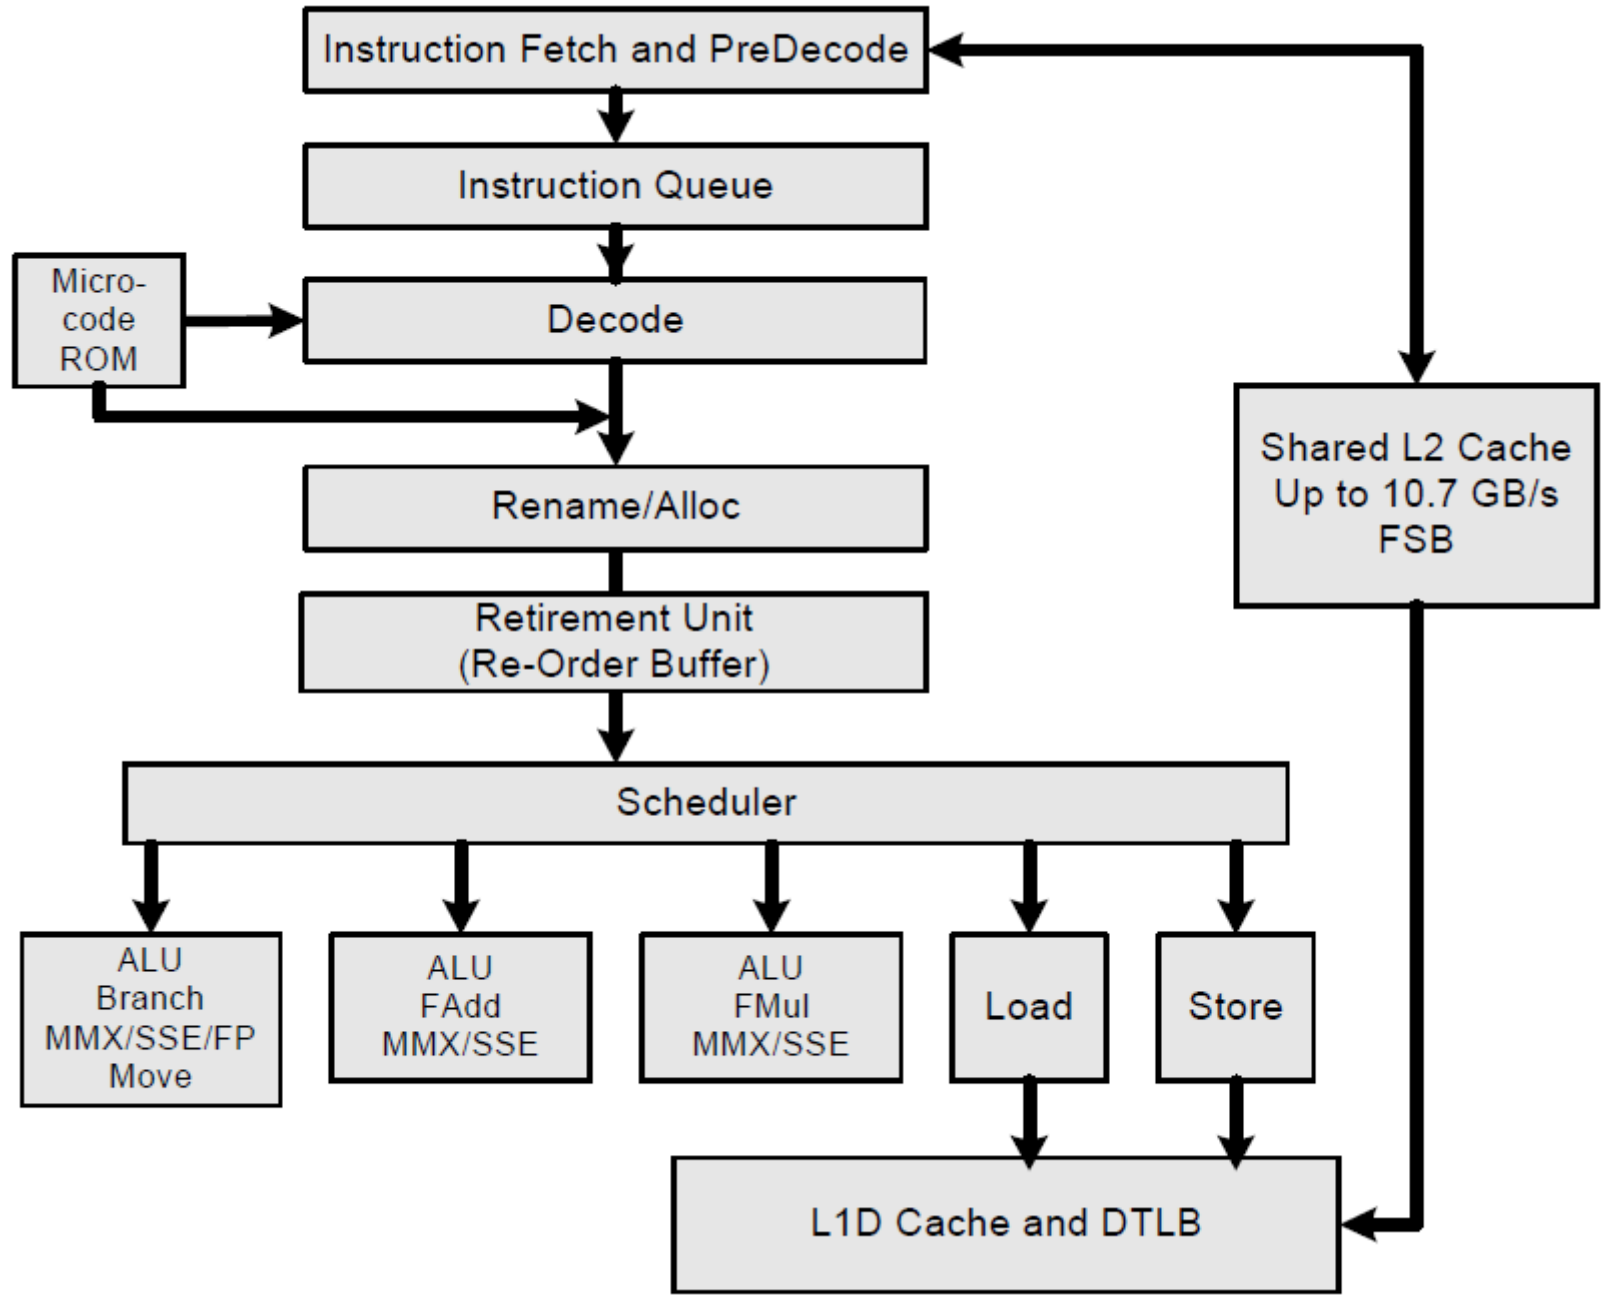 Instruction Fetch and PreDecode
Instruction Queue
Micro-
code
ROM
Decode
Shared L2 Cache
Up to 10.7 GB/s
FSB
Rename/Alloc
Retirement Unit
(Re-Order Buffer)
Scheduler
ALU
Branch
MMX/SSE/FP
Move
ALU
FAdd
MMX/SSE
ALU
FMul
MMX/SSE
Load
Store
L1D Cache and DTLB